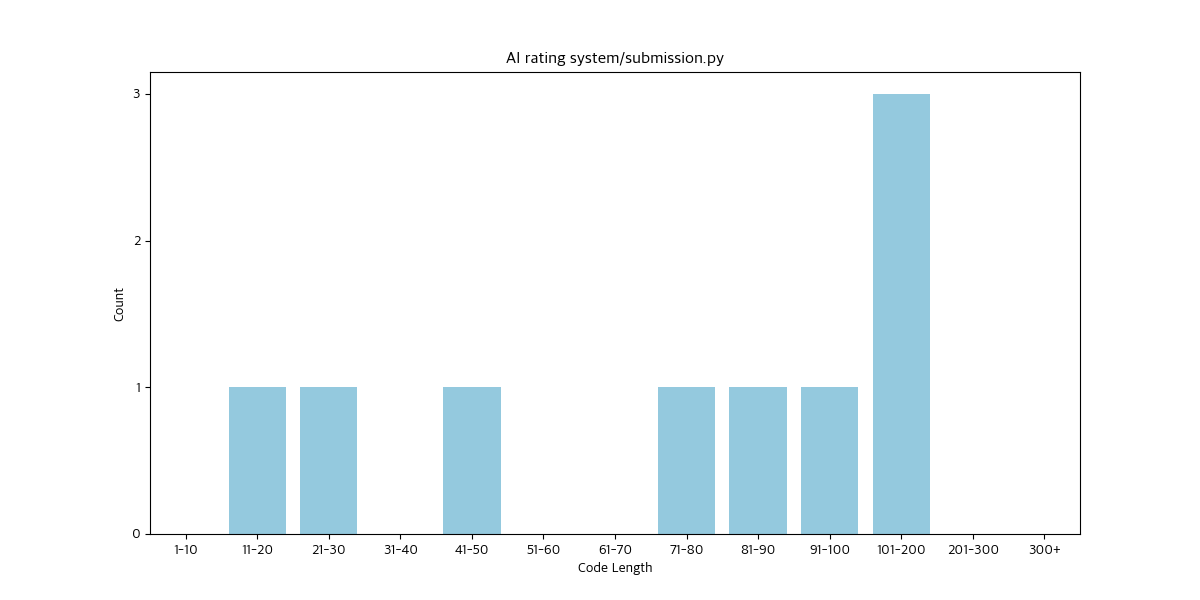 AI rating system/submission.py
3
2
1
0
Count
1-10 11-20 21-30 31-40 41-50 51-60 61-70 71-80 81-90 91-100 101-200 201-300 300+
Code Length